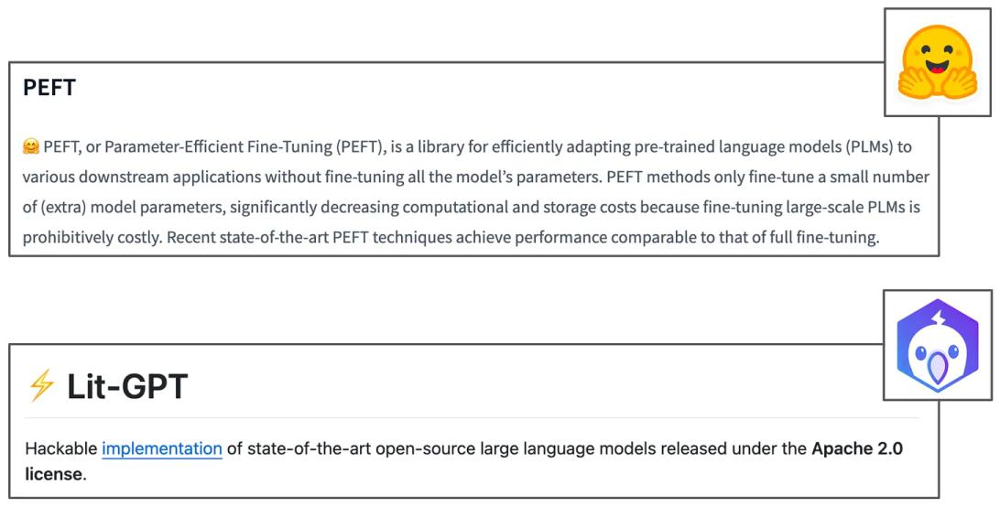 PEFT
🤗 PEFT, or Parameter-Efficient Fine-Tuning (PEFT), is a library for efficiently adapting pre-trained language models (PLMs) to
various downstream applications without fine-tuning all the model’s parameters. PEFT methods only fine-tune a small number
of (extra) model parameters, significantly decreasing computational and storage costs because fine-tuning large-scale PLMs is
prohibitively costly. Recent state-of-the-art PEFT techniques achieve performance comparable to that of full fine-tuning.
⚡ Lit-GPT
Hackable implementation of state-of-the-art open-source large language models released under the Apache 2.0
license.